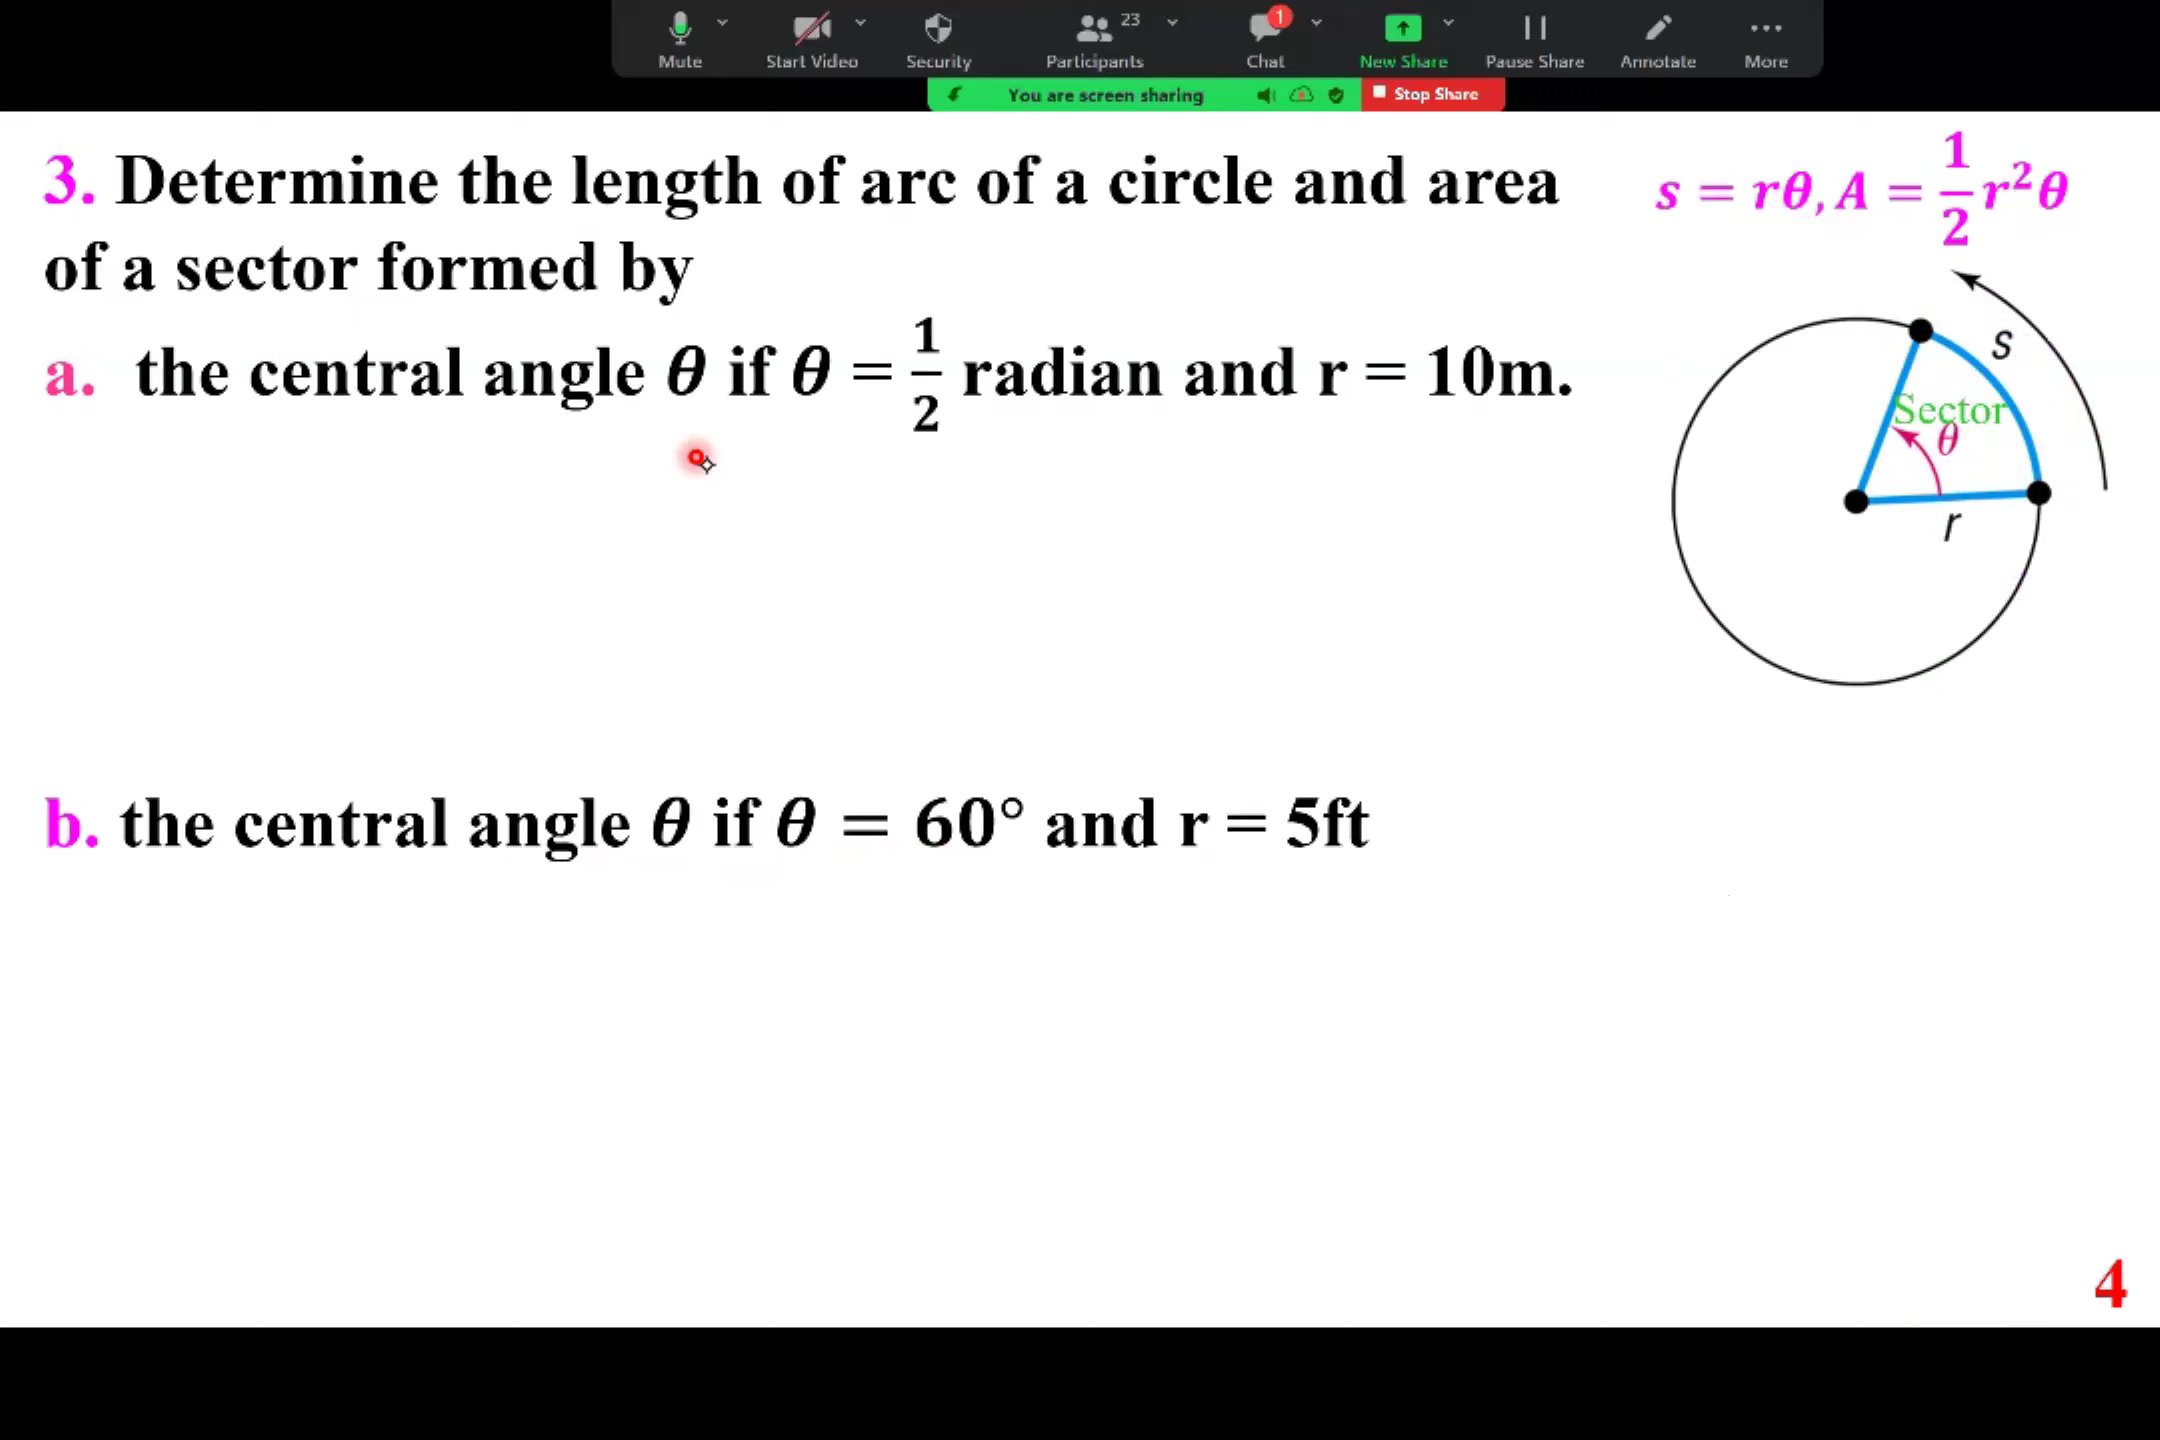 Mute
Start Video
Security
23
Participants
1
Chat
New Share
Pause Share
Annotate
More
You are screen sharing
Stop Share
3. Determine the length of arc of a circle and area
of a sector formed by
s = rθ, A = 1/2 r²θ
a. the central angle θ if θ = 1/2 radian and r = 10m.
s
Sector
θ
r
b. the central angle θ if θ = 60° and r = 5ft
4